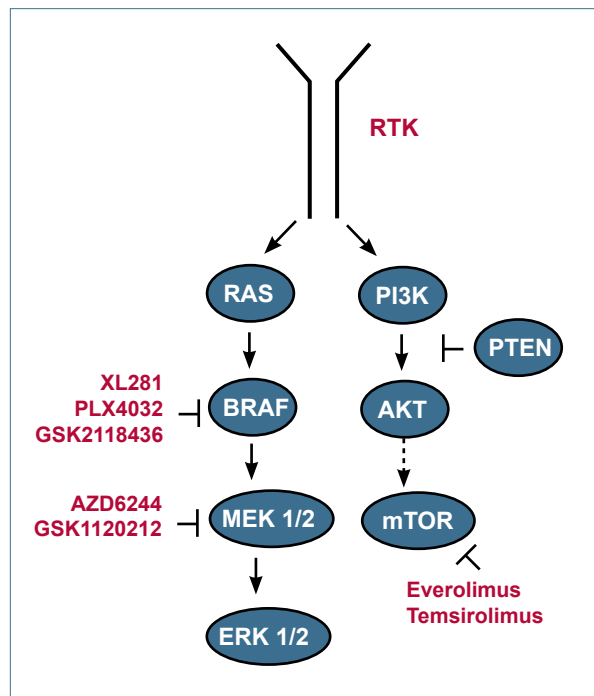 RTK
RAS
PI3K
PTEN
XL281
PLX4032
GSK2118436
BRAF
AKT
AZD6244
GSK1120212
MEK 1/2
mTOR
Everolimus
Temsirolimus
ERK 1/2